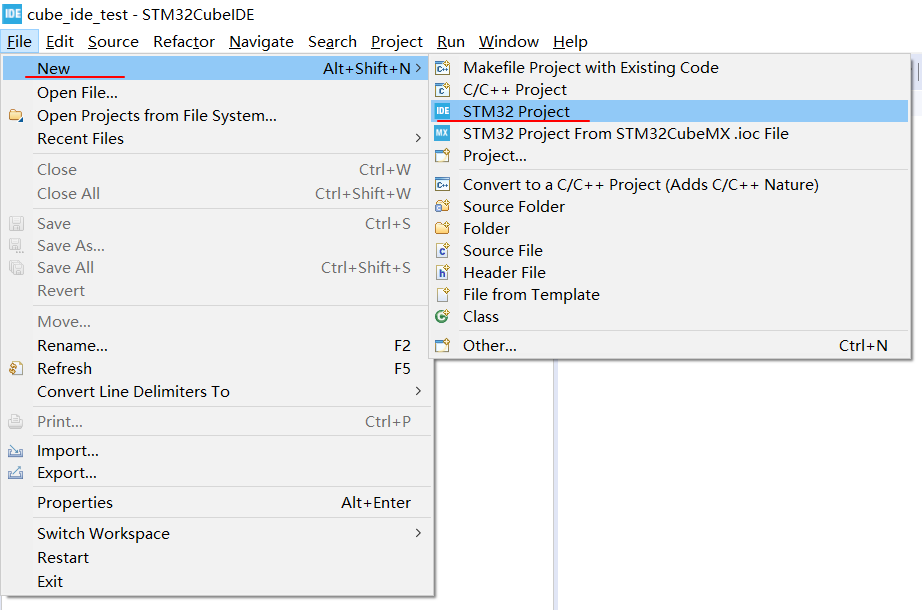 IDE cube_ide_test - STM32CubeIDE
File Edit Source Refactor Navigate Search Project Run Window Help
New Alt+Shift+N
Open File...
Open Projects from File System...
Recent Files
Close Ctrl+W
Close All Ctrl+Shift+W
Save Ctrl+S
Save As...
Save All Ctrl+Shift+S
Revert
Move...
Rename... F2
Refresh F5
Convert Line Delimiters To
Print... Ctrl+P
Import...
Export...
Properties Alt+Enter
Switch Workspace
Restart
Exit
Makefile Project with Existing Code
C/C++ Project
IDE STM32 Project
MX STM32 Project From STM32CubeMX .ioc File
Project...
Convert to a C/C++ Project (Adds C/C++ Nature)
Source Folder
Folder
c Source File
h Header File
File from Template
C Class
Other... Ctrl+N